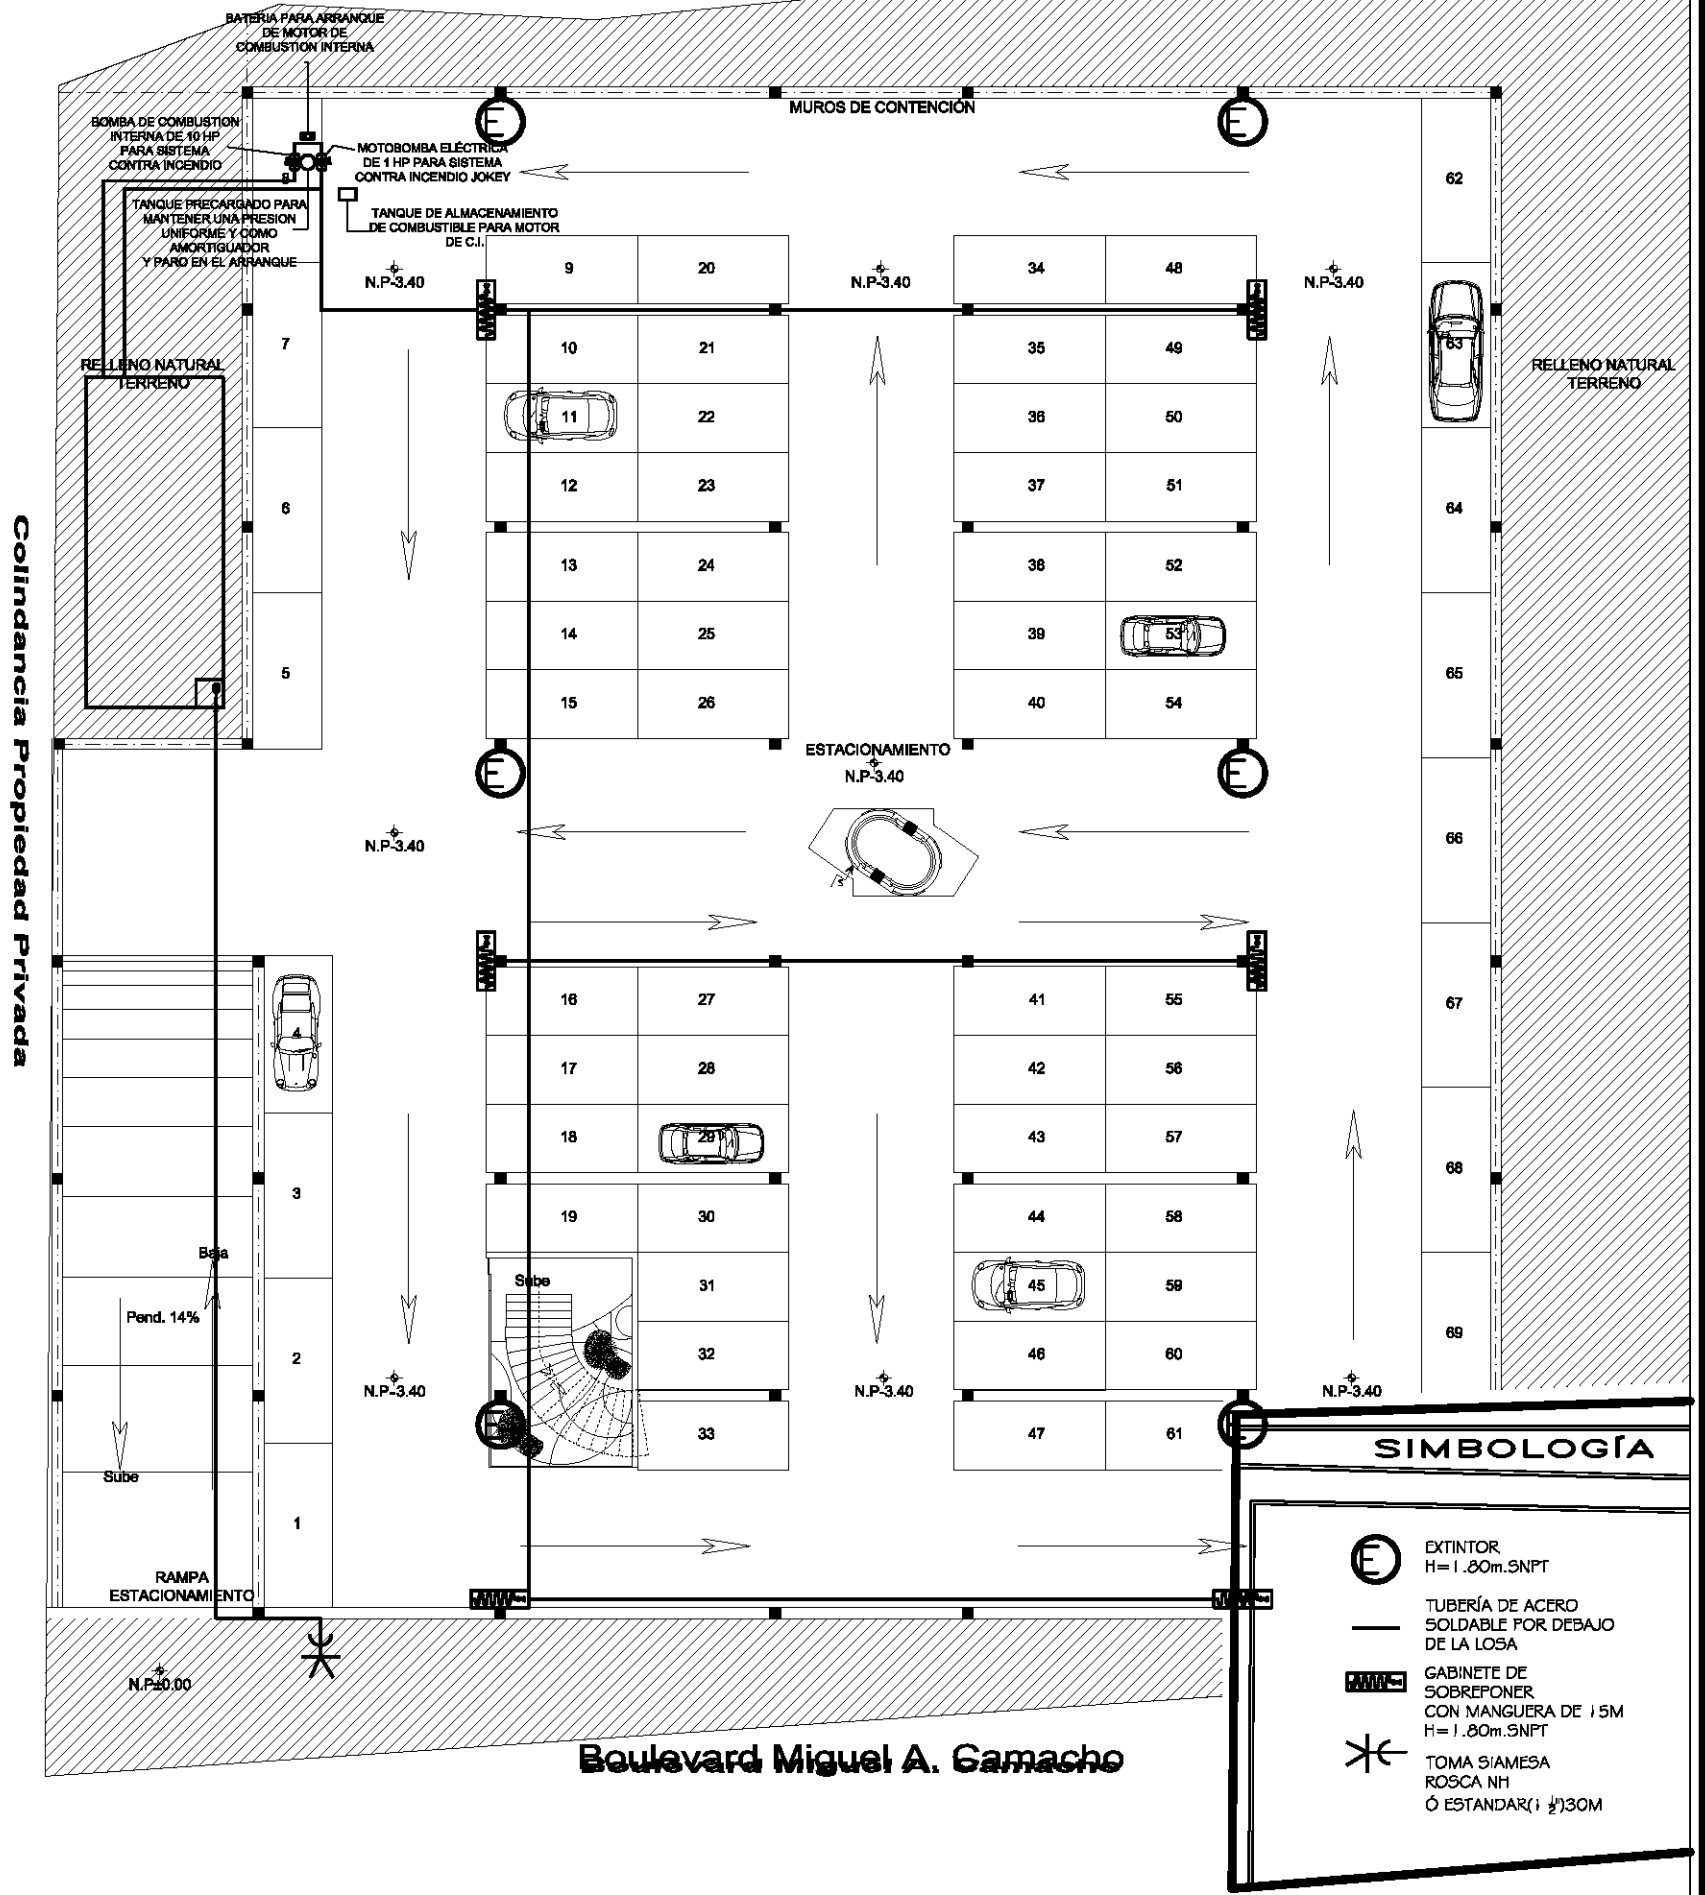 BATERIA PARA ARRANQUE
DE MOTOR DE
COMBUSTION INTERNA
MUROS DE CONTENCIÓN
BOMBA DE COMBUSTION
INTERNA DE 10 HP
PARA SISTEMA
CONTRA INCENDIO
MOTOBOMBA ELÉCTRICA
DE 1 HP PARA SISTEMA
CONTRA INCENDIO JOKEY
8
62
TANQUE PRECARGADO PARA
MANTENER UNA PRESION
UNIFORME Y COMO
AMORTIGUADOR
Y PARO EN EL ARRANQUE
TANQUE DE ALMACENAMIENTO
DE COMBUSTIBLE PARA MOTOR
DE C.I.
9
20
34
48
N.P-3.40
N.P-3.40
N.P-3.40
7
10
21
35
49
63
RELLENO NATURAL
TERRENO
RELLENO NATURAL
TERRENO
11
22
36
50
12
23
37
51
6
64
13
24
38
52
14
25
39
53
5
65
15
26
40
54
ESTACIONAMIENTO
N.P-3.40
N.P-3.40
66
Colindancia Propiedad Privada
16
27
41
55
67
4
17
28
42
56
18
29
43
57
68
3
19
30
44
58
Baja
Sube
31
45
59
Pend. 14%
2
32
46
60
69
N.P-3.40
N.P-3.40
N.P-3.40
33
47
61
Sube
1
RAMPA
ESTACIONAMIENTO
N.P±0.00
Boulevard Miguel A. Camacho
SIMBOLOGÍA
E
E
E
E
E
E
E
EXTINTOR
H=1.80m.SNPT
TUBERÍA DE ACERO
SOLDABLE POR DEBAJO
DE LA LOSA
GABINETE DE
SOBREPONER
CON MANGUERA DE 15M
H=1.80m.SNPT
TOMA SIAMESA
ROSCA NH
Ó ESTANDAR(1 ½")30M